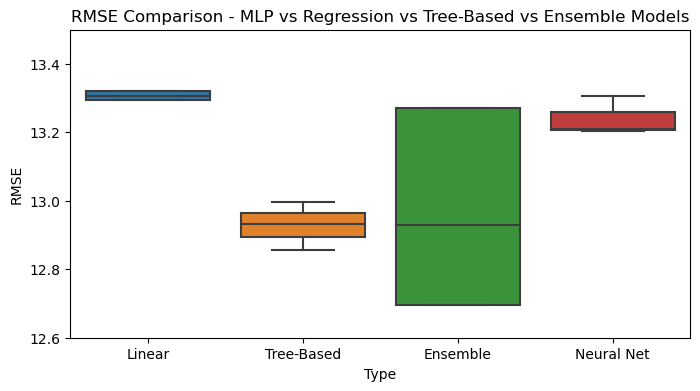 RMSE Comparison - MLP vs Regression vs Tree-Based vs Ensemble Models
13.4
13.2
13.0
12.8
12.6
RMSE
Linear
Tree-Based
Ensemble
Neural Net
Type